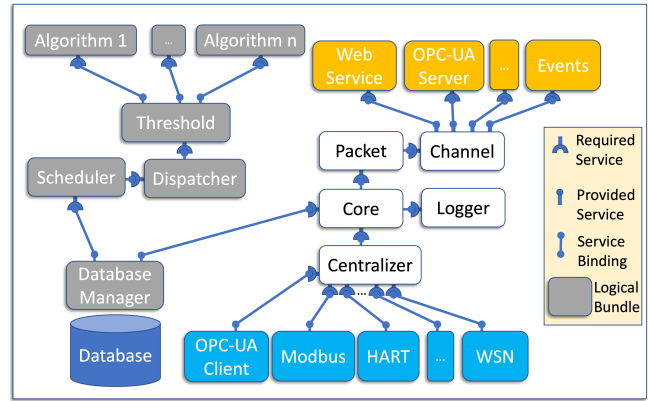 Algorithm 1
...
Algorithm n
Web
Service
OPC-UA
Server
...
Events
Threshold
Packet
Channel
Required
Service
Scheduler
Dispatcher
Provided
Service
Core
Logger
Service
Binding
Database
Manager
Centralizer
...
Logical
Bundle
Database
OPC-UA
Client
Modbus
HART
...
WSN